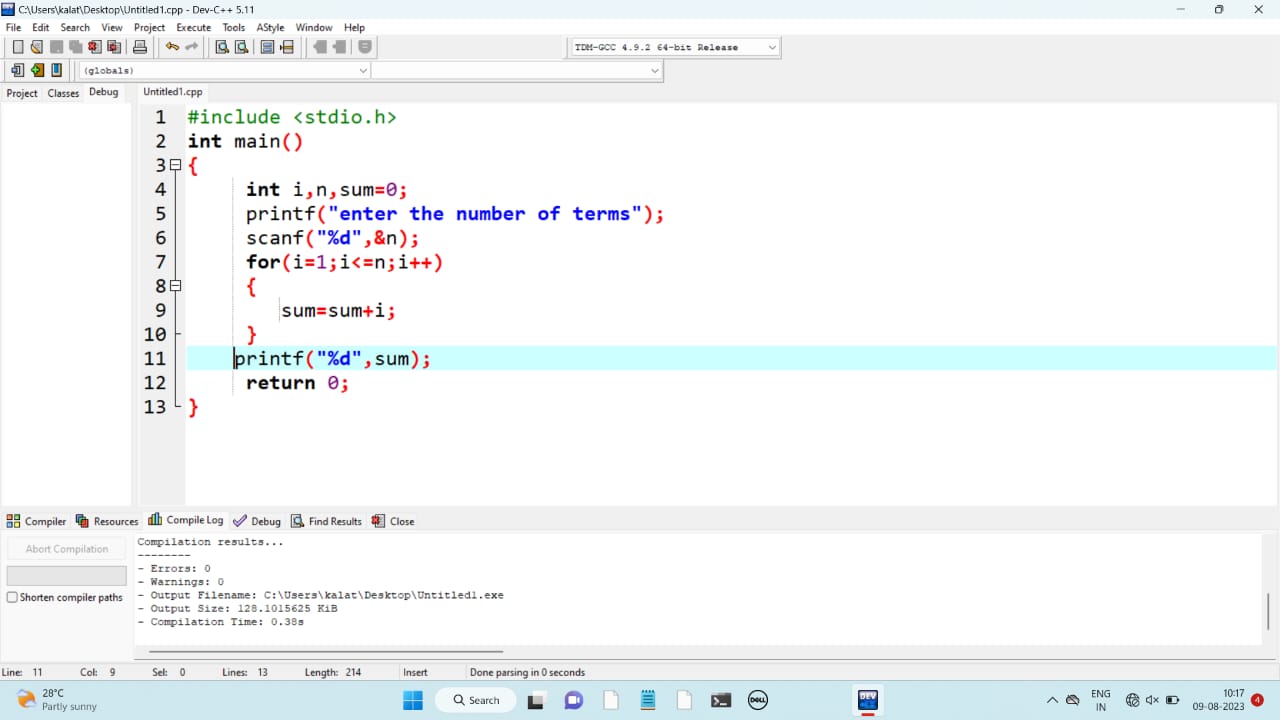 C:\Users\kalat\Desktop\Untitled1.cpp - Dev-C++ 5.11
File Edit Search View Project Execute Tools AStyle Window Help
TDM-GCC 4.9.2 64-bit Release
(globals)
Project Classes Debug Untitled1.cpp
1 #include <stdio.h>
2 int main()
3 {
4 int i,n,sum=0;
5 printf("enter the number of terms");
6 scanf("%d",&n);
7 for(i=1;i<=n;i++)
8 {
9 sum=sum+i;
10 }
11 printf("%d",sum);
12 return 0;
13 }
Compiler Resources Compile Log Debug Find Results Close
Abort Compilation
Shorten compiler paths
Compilation results...
--------
- Errors: 0
- Warnings: 0
- Output Filename: C:\Users\kalat\Desktop\Untitled1.exe
- Output Size: 128.1015625 KiB
- Compilation Time: 0.38s
Line: 11 Col: 9 Sel: 0 Lines: 13 Length: 214 Insert Done parsing in 0 seconds
28°C
Partly sunny
Search
DELL
DEV
ENG
IN
10:17
09-08-2023
4